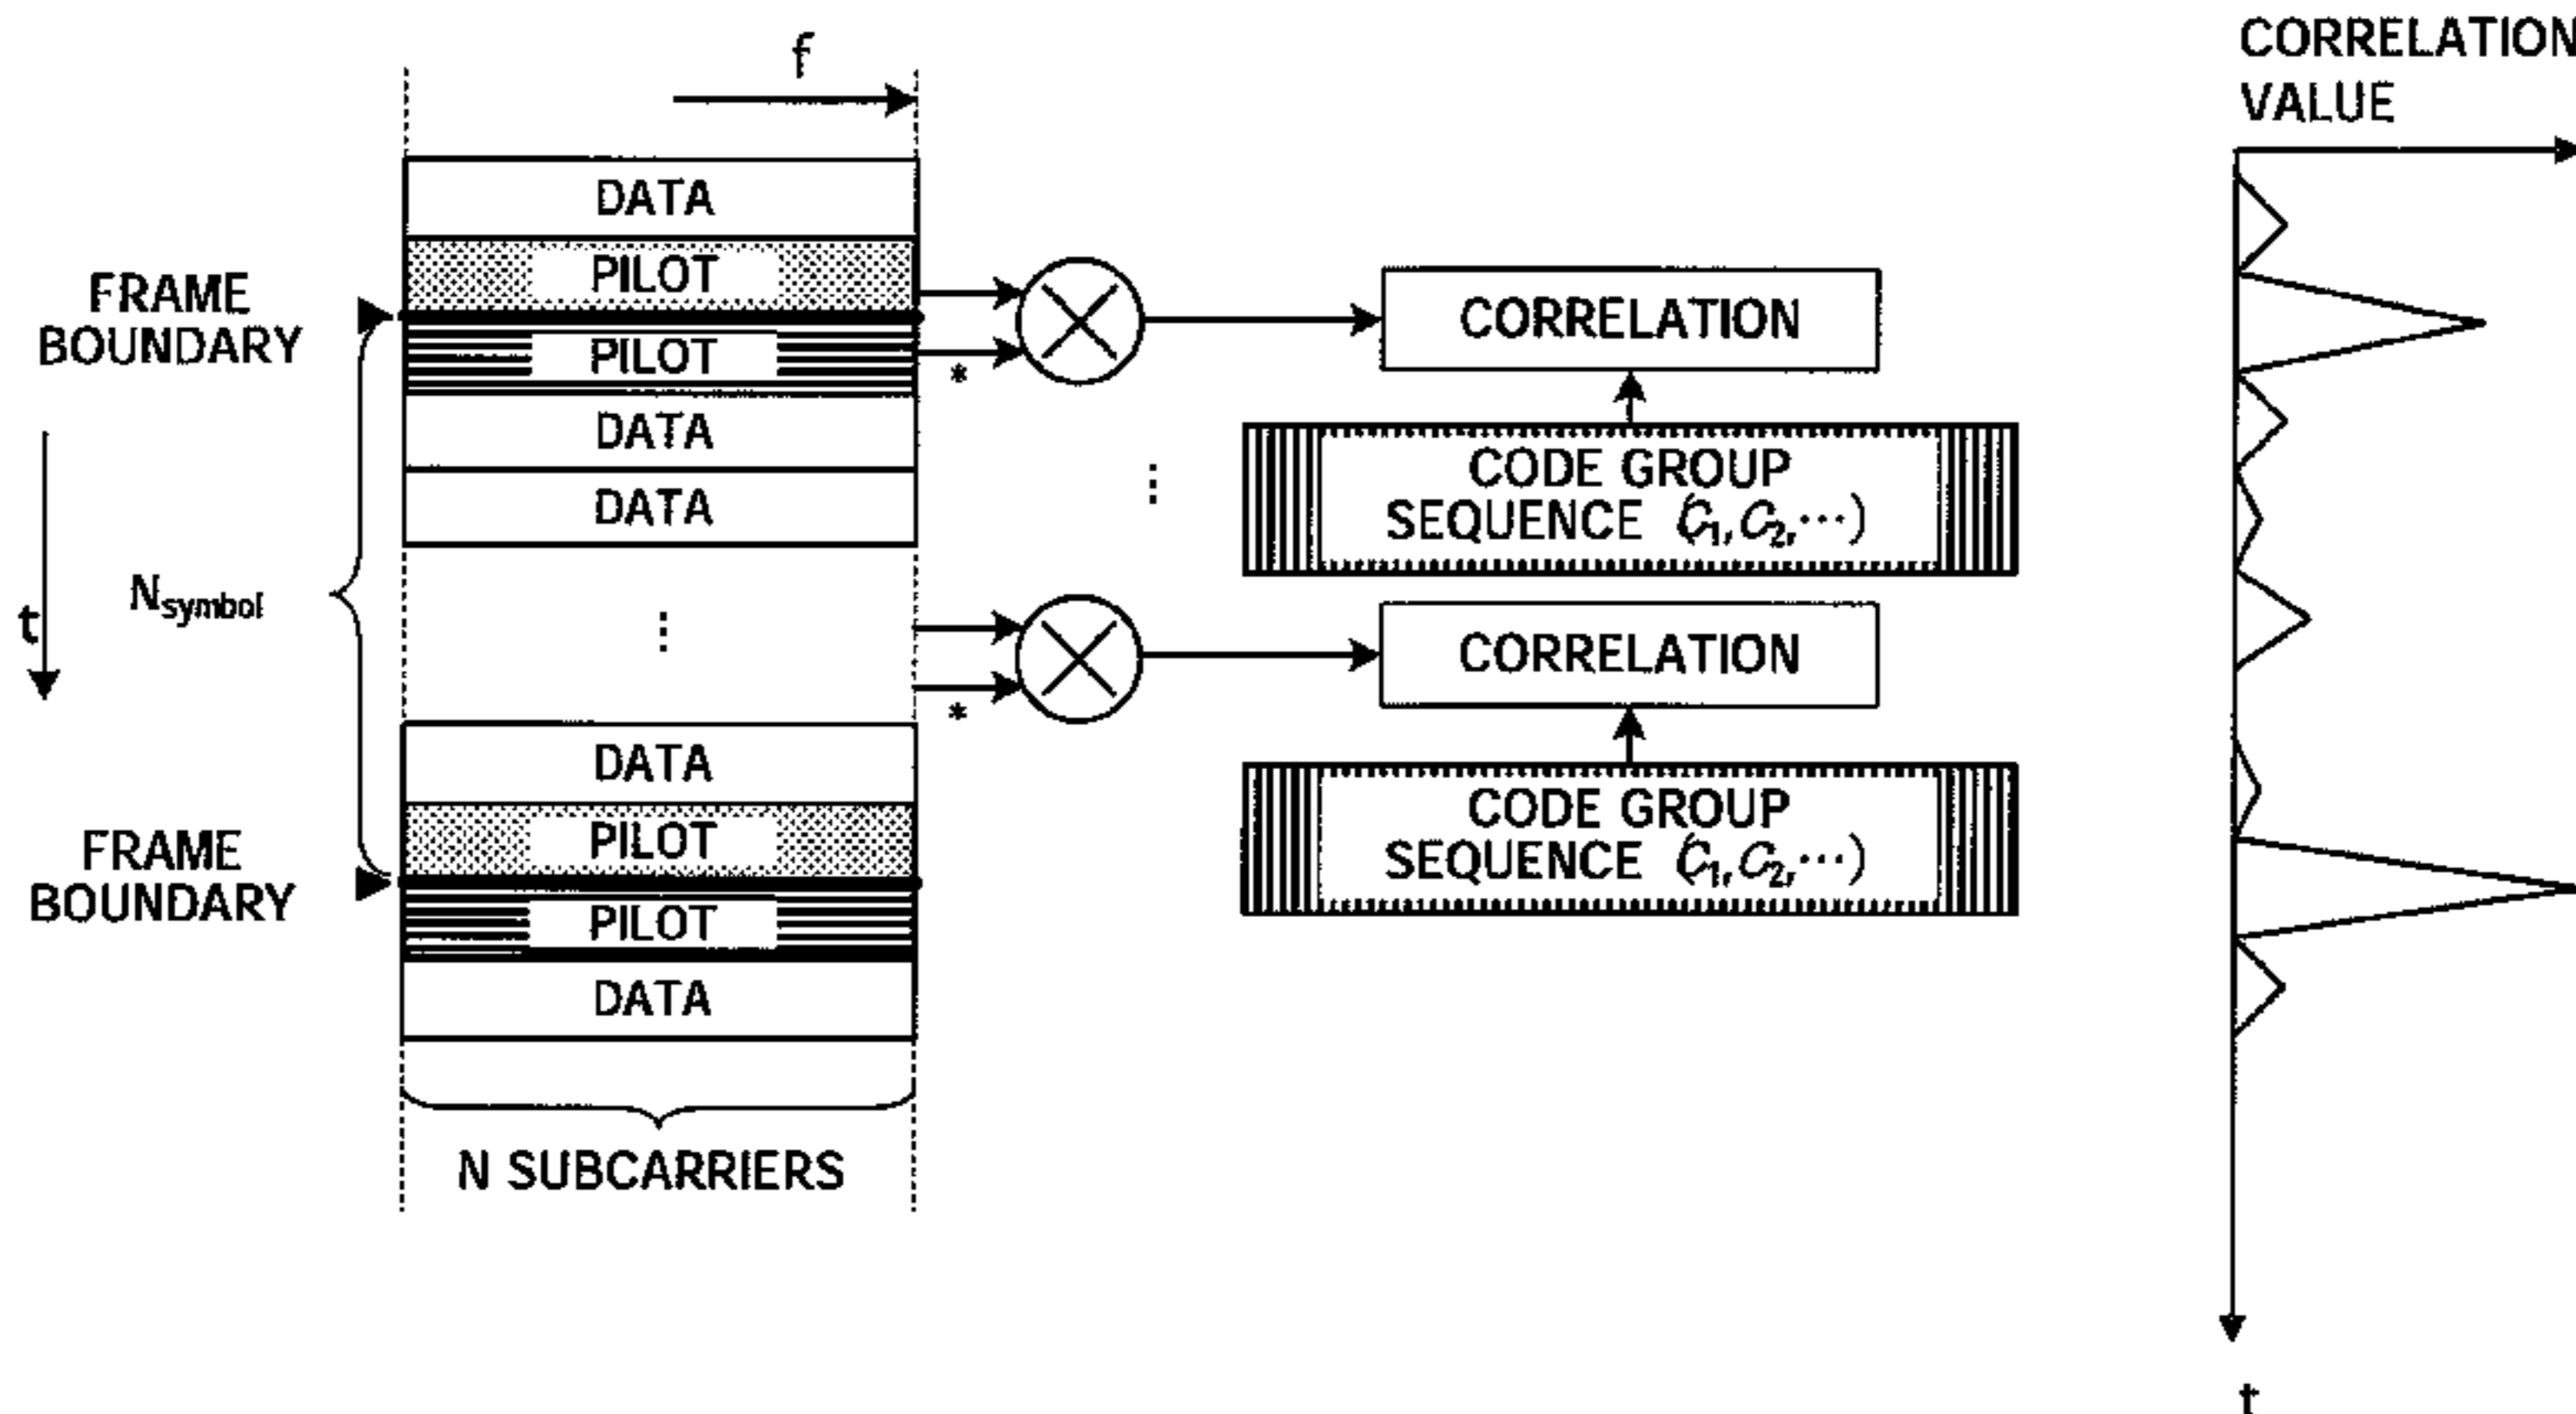 f
CORRELATION
VALUE
DATA
PILOT
FRAME
BOUNDARY
PILOT
*
CORRELATION
DATA
DATA
CODE GROUP
SEQUENCE (C1, C2, ⋯)
⋮
t
Nsymbol
⋮
*
CORRELATION
DATA
PILOT
FRAME
BOUNDARY
PILOT
DATA
CODE GROUP
SEQUENCE (C1, C2, ⋯)
N SUBCARRIERS
t